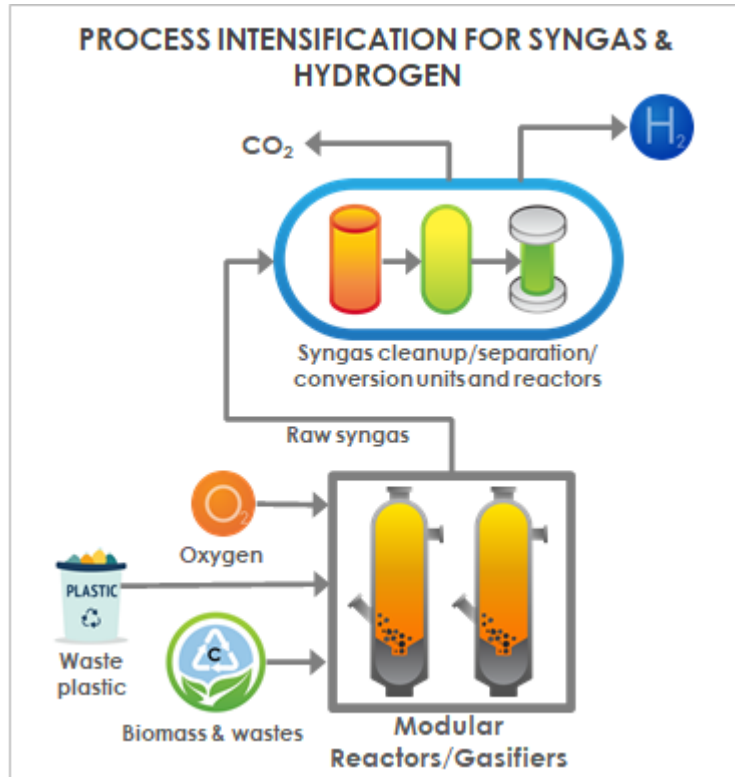 PROCESS INTENSIFICATION FOR SYNGAS &
HYDROGEN
CO₂
H₂
Syngas cleanup/separation/
conversion units and reactors
Raw syngas
O₂
Oxygen
PLASTIC
Waste
plastic
C
Biomass & wastes
Modular
Reactors/Gasifiers